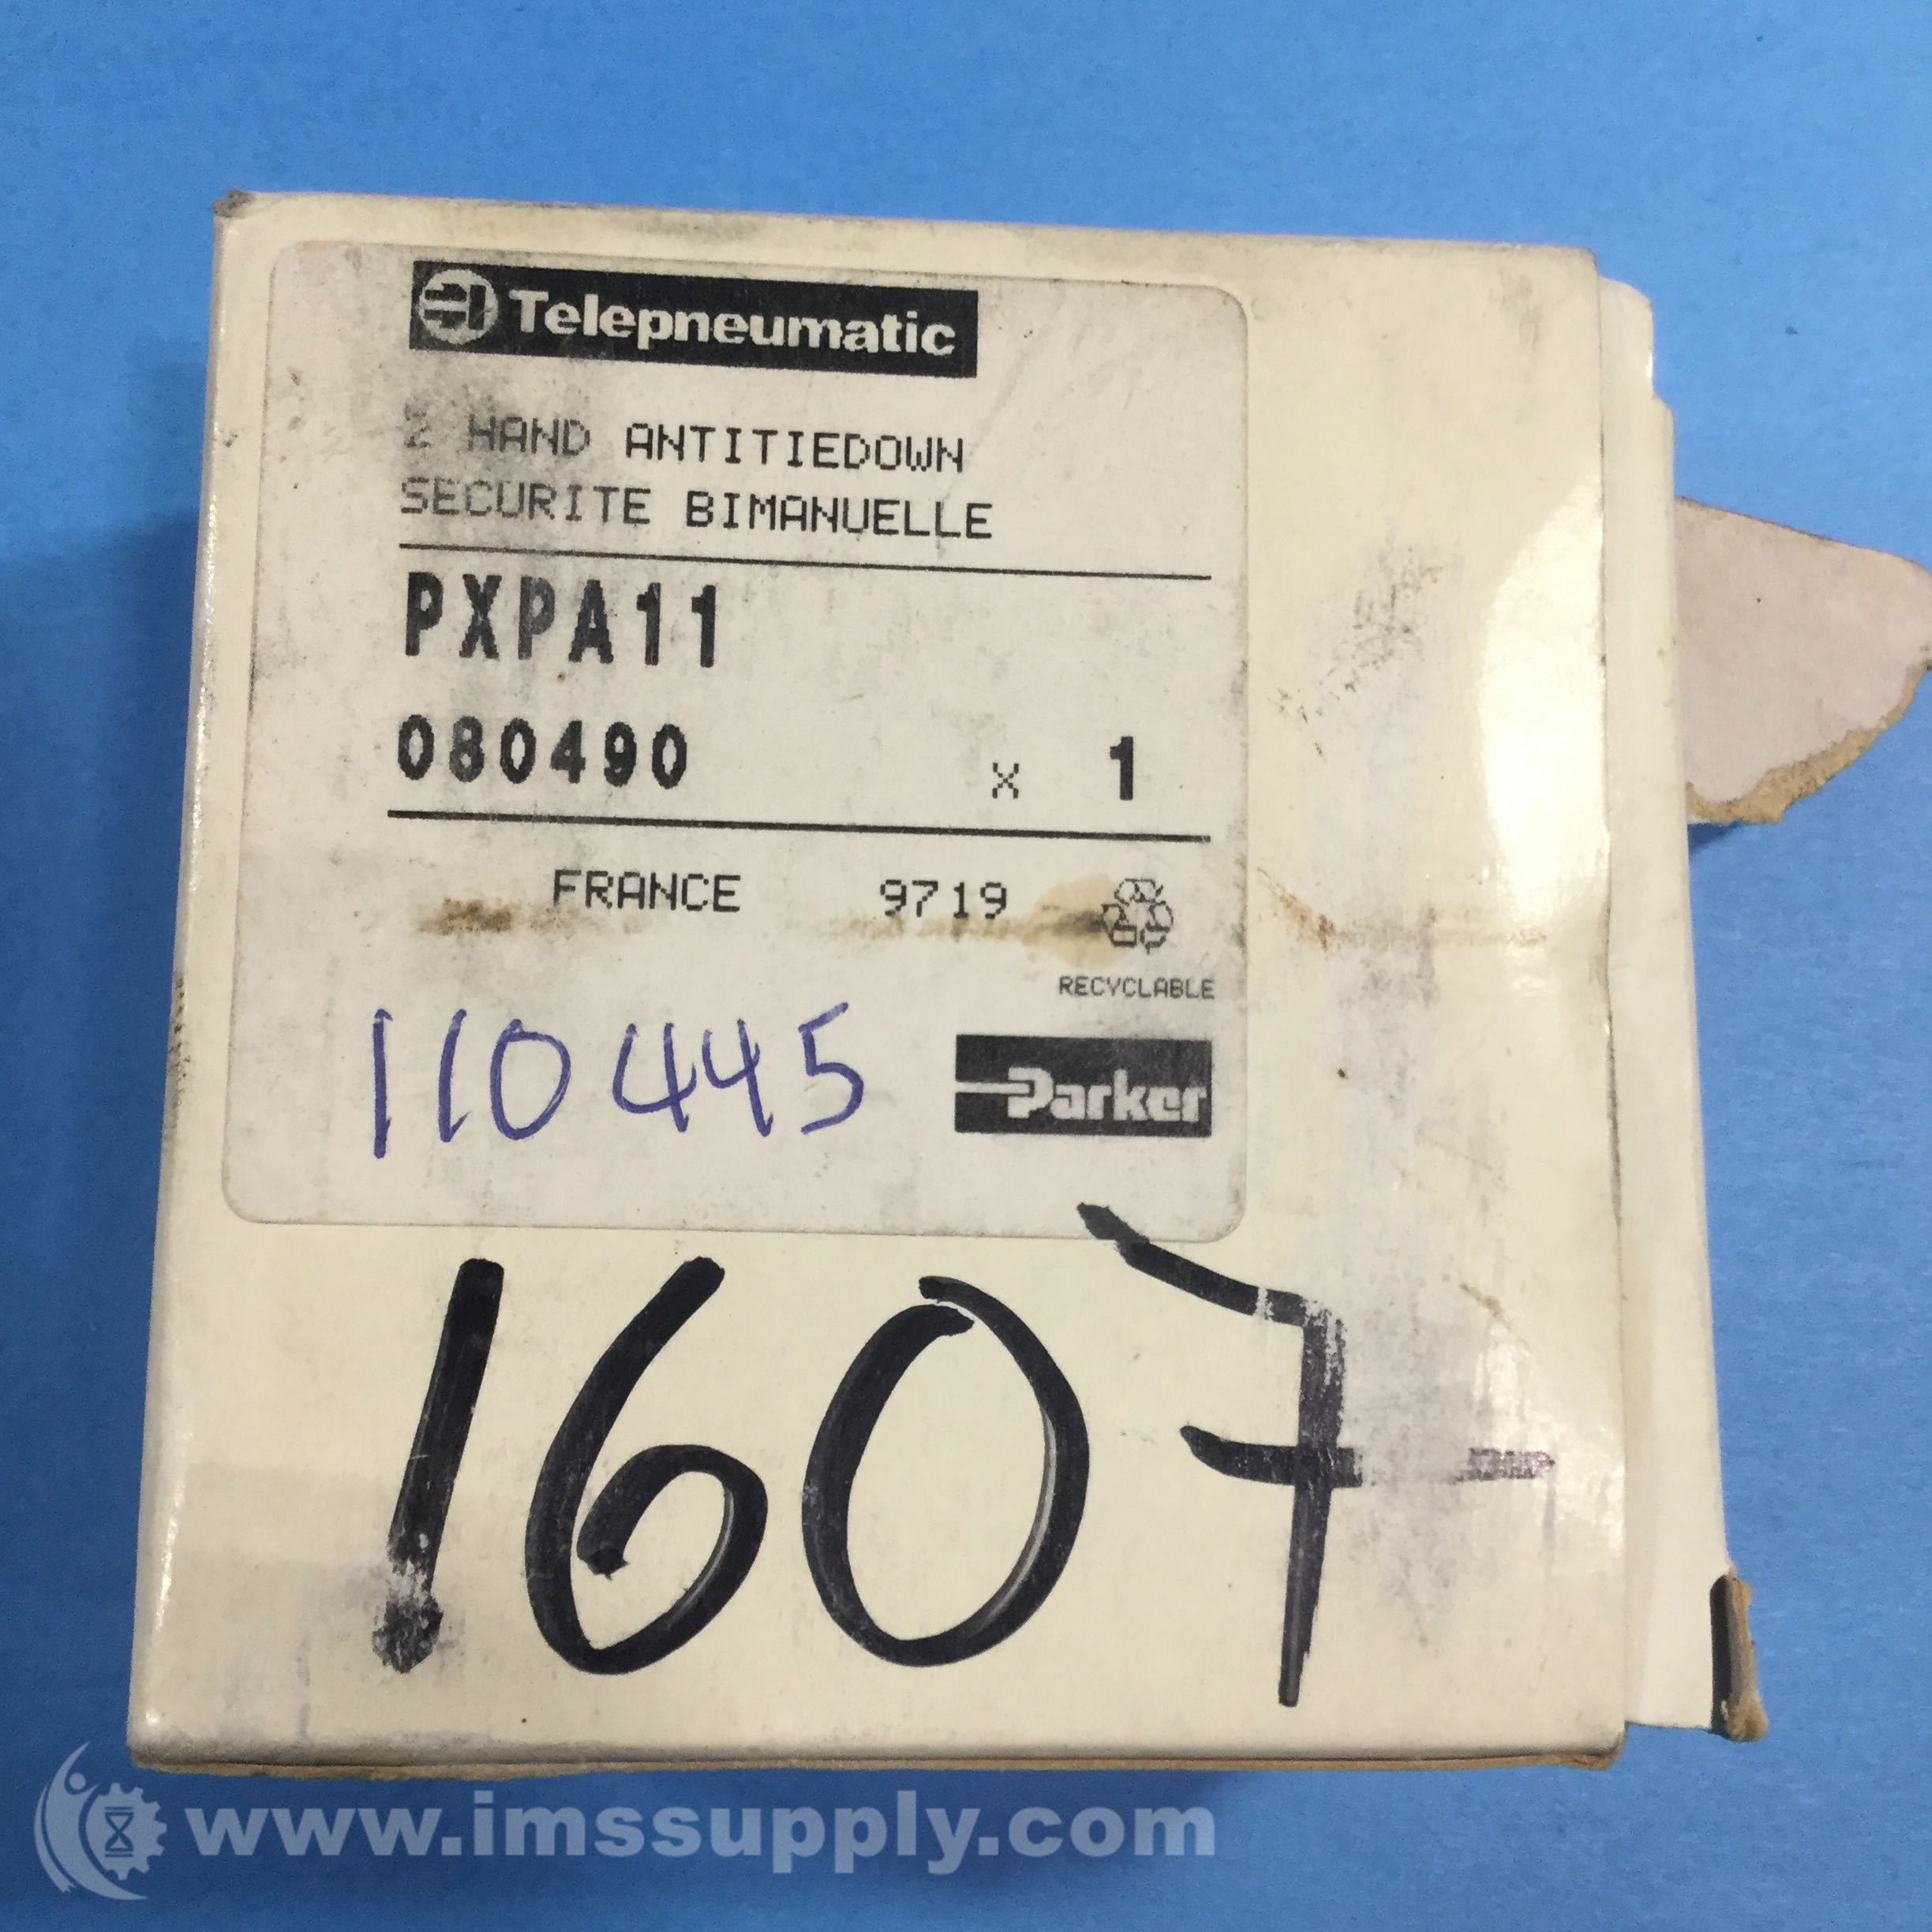 Telepneumatic
2 HAND ANTITIEDOWN
SECURITE BIMANUELLE
PXPA11
080490 x 1
FRANCE 9719
RECYCLABLE
110445
Parker
1607
www.imssupply.com